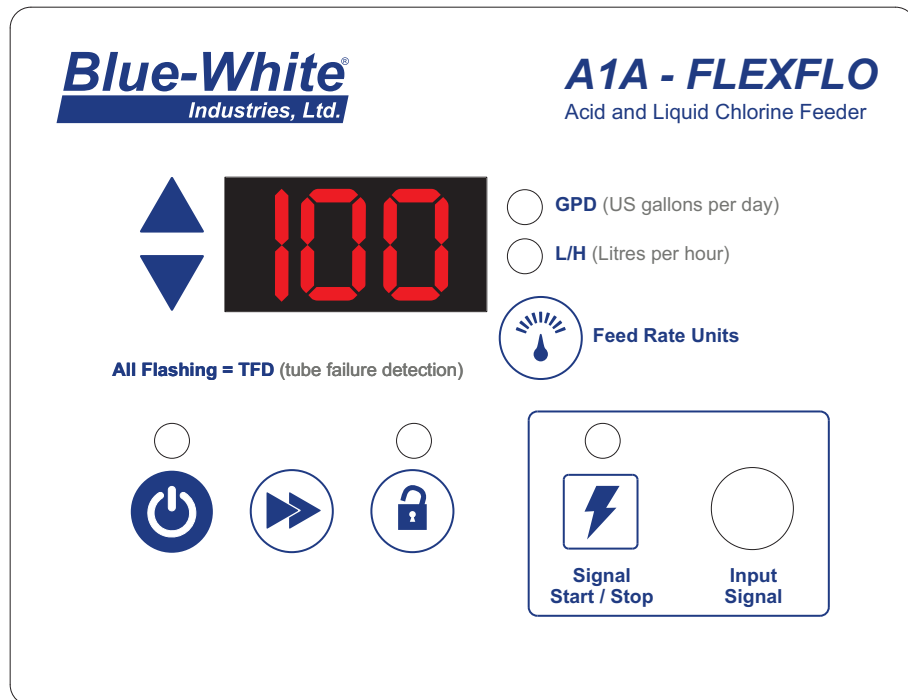 Blue-White®
Industries, Ltd.
A1A - FLEXFLO
Acid and Liquid Chlorine Feeder
100
GPD (US gallons per day)
L/H (Litres per hour)
Feed Rate Units
All Flashing = TFD (tube failure detection)
Signal
Start / Stop
Input
Signal